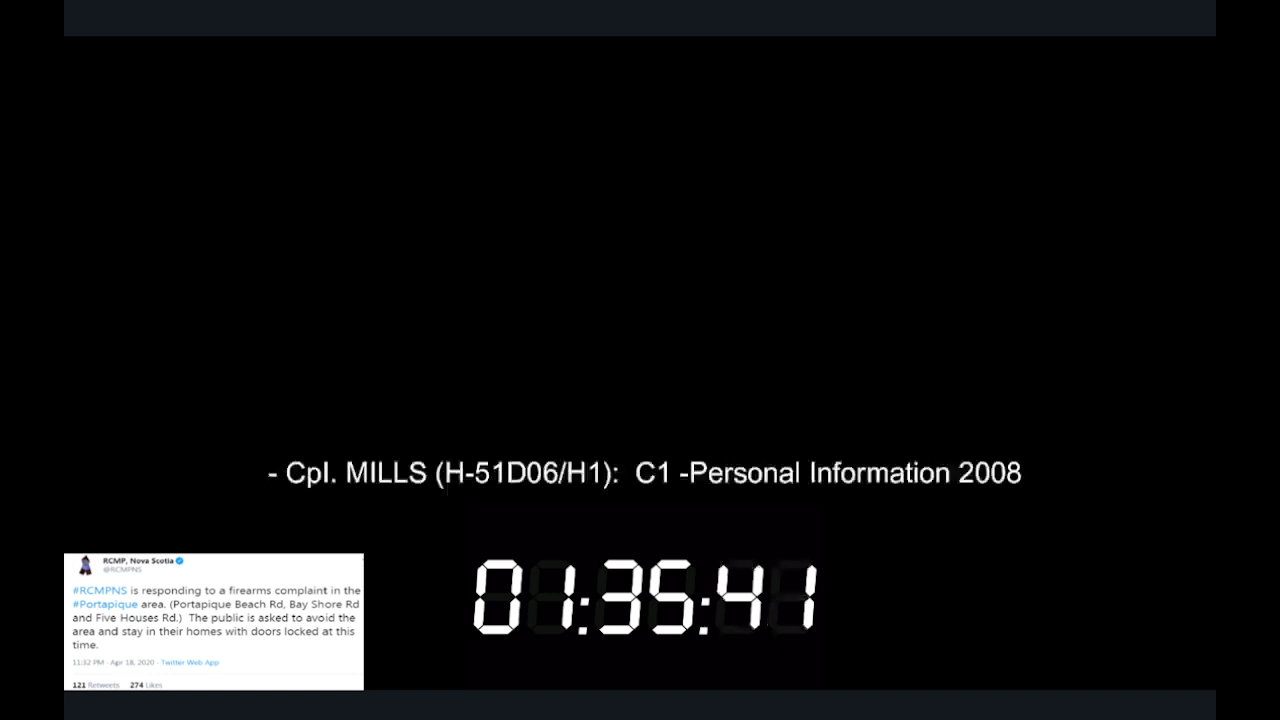 - Cpl. MILLS (H-51D06/H1):  C1 -Personal Information 2008
RCMP, Nova Scotia
@RCMPNS
#RCMPNS is responding to a firearms complaint in the
#Portapique area. (Portapique Beach Rd, Bay Shore Rd
and Five Houses Rd.)  The public is asked to avoid the
area and stay in their homes with doors locked at this
time.
11:32 PM · Apr 18, 2020 · Twitter Web App
121 Retweets 274 Likes
01:35:41